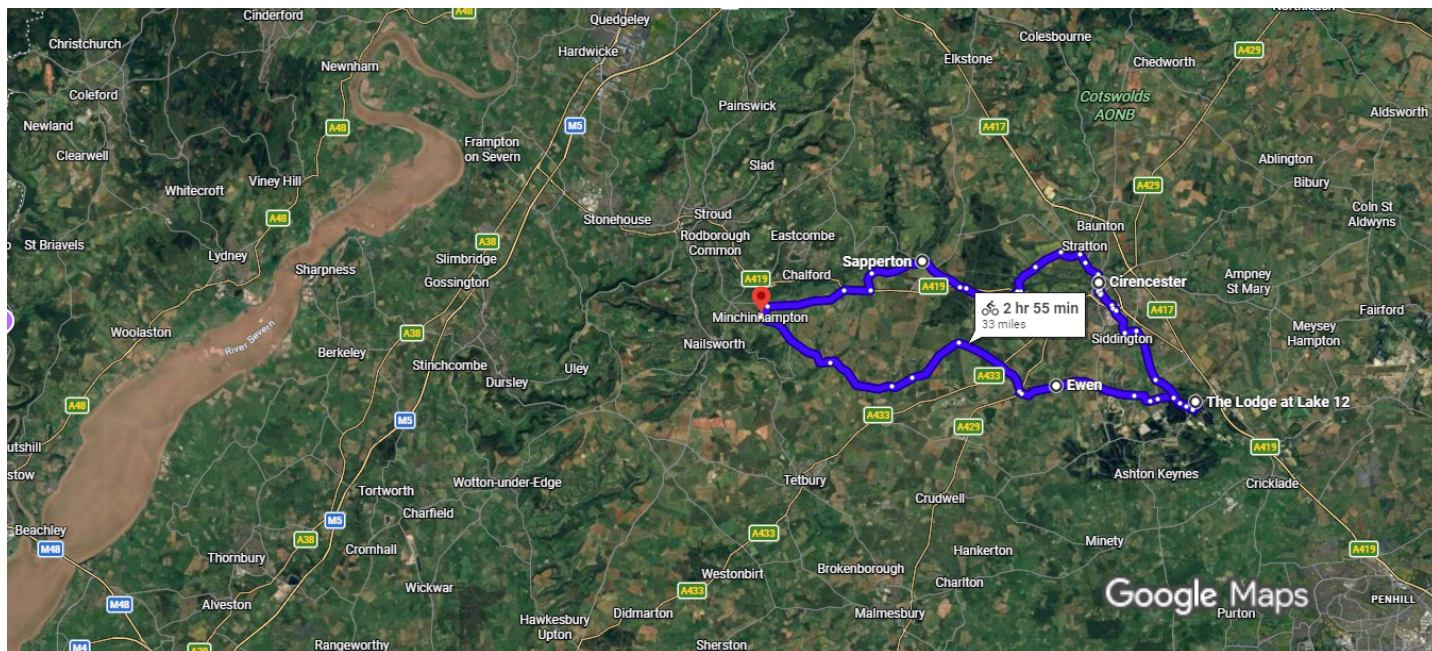 Cinderford
A48
Quedgeley
Christchurch
Hardwicke
Colesbourne
A429
Newnham
Elkstone
Chedworth
Coleford
Cotswolds
AONB
Painswick
Aldsworth
Newland
A48
M5
A417
Clearwell
Frampton
on Severn
Slad
Ablington
Whitecroft
Viney Hill
A429
Bibury
Stonehouse
Stroud
Coln St
Aldwyns
A48
Rodborough
Common
Eastcombe
Baunton
St Briavels
A38
Stratton
Lydney
Slimbridge
Sapperton
Sharpness
Gossington
A419
Chalford
A419
Cirencester
Ampney
St Mary
2 hr 55 min
33 miles
A417
Fairford
Woolaston
River Severn
A38
Minchinhampton
Siddington
Meysey
Hampton
Berkeley
Nailsworth
Stinchcombe
Uley
Dursley
A433
Ewen
A48
The Lodge at Lake 12
M5
A433
A429
A419
Ashton Keynes
Tetbury
Cricklade
Wotton-under-Edge
Tortworth
Crudwell
Charfield
Beachley
M5
A433
M48
A38
Cromhall
Minety
Hankerton
A419
Thornbury
Brokenborough
Westonbirt
Wickwar
Charlton
A433
Google Maps
M48
Alveston
Didmarton
Malmesbury
Purton
PENHILL
Hawkesbury
Upton
M4
A38
Rangeworthy
Sherston